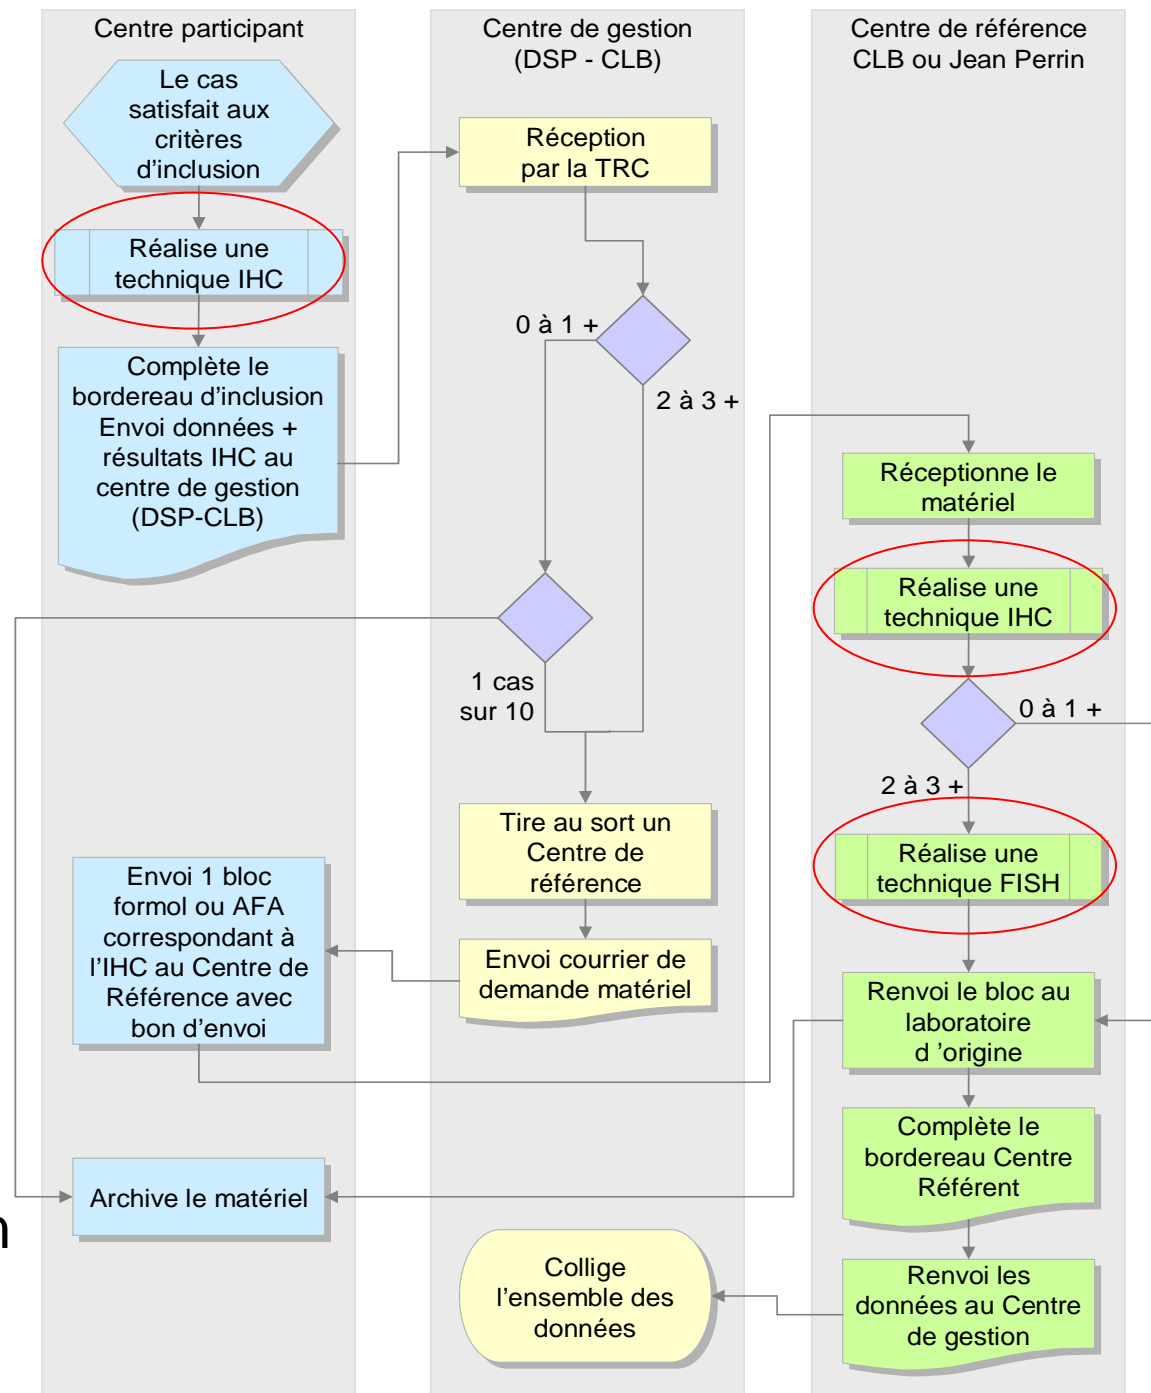 Centre participant
Le cas
satisfait aux
critères
d’inclusion
Réalise une
technique IHC
Complète le
bordereau d’inclusion
Envoi données +
résultats IHC au
centre de gestion
(DSP-CLB)
Envoi 1 bloc
formol ou AFA
correspondant à
l’IHC au Centre de
Référence avec
bon d’envoi
Archive le matériel
n
Centre de gestion
(DSP - CLB)
Réception
par la TRC
0 à 1 +
2 à 3 +
1 cas
sur 10
Tire au sort un
Centre de
référence
Envoi courrier de
demande matériel
Collige
l'ensemble des
données
Centre de référence
CLB ou Jean Perrin
Réceptionne le
matériel
Réalise une
technique IHC
0 à 1 +
2 à 3 +
Réalise une
technique FISH
Renvoi le bloc au
laboratoire
d ’origine
Complète le
bordereau Centre
Référent
Renvoi les
données au Centre
de gestion